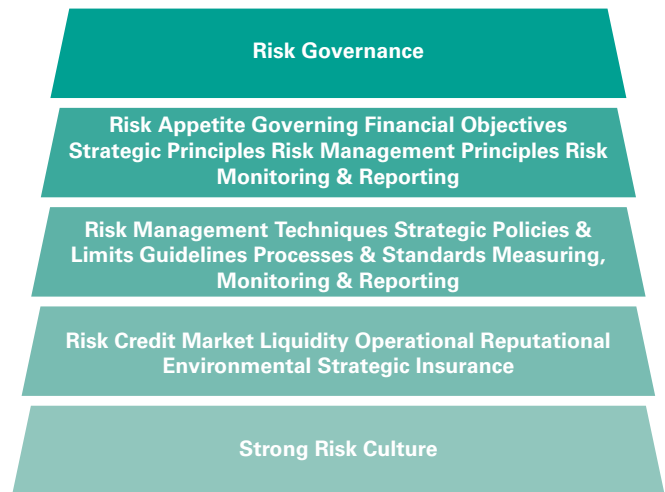 Risk Governance
Risk Appetite Governing Financial Objectives
Strategic Principles Risk Management Principles Risk
Monitoring & Reporting
Risk Management Techniques Strategic Policies &
Limits Guidelines Processes & Standards Measuring,
Monitoring & Reporting
Risk Credit Market Liquidity Operational Reputational
Environmental Strategic Insurance
Strong Risk Culture